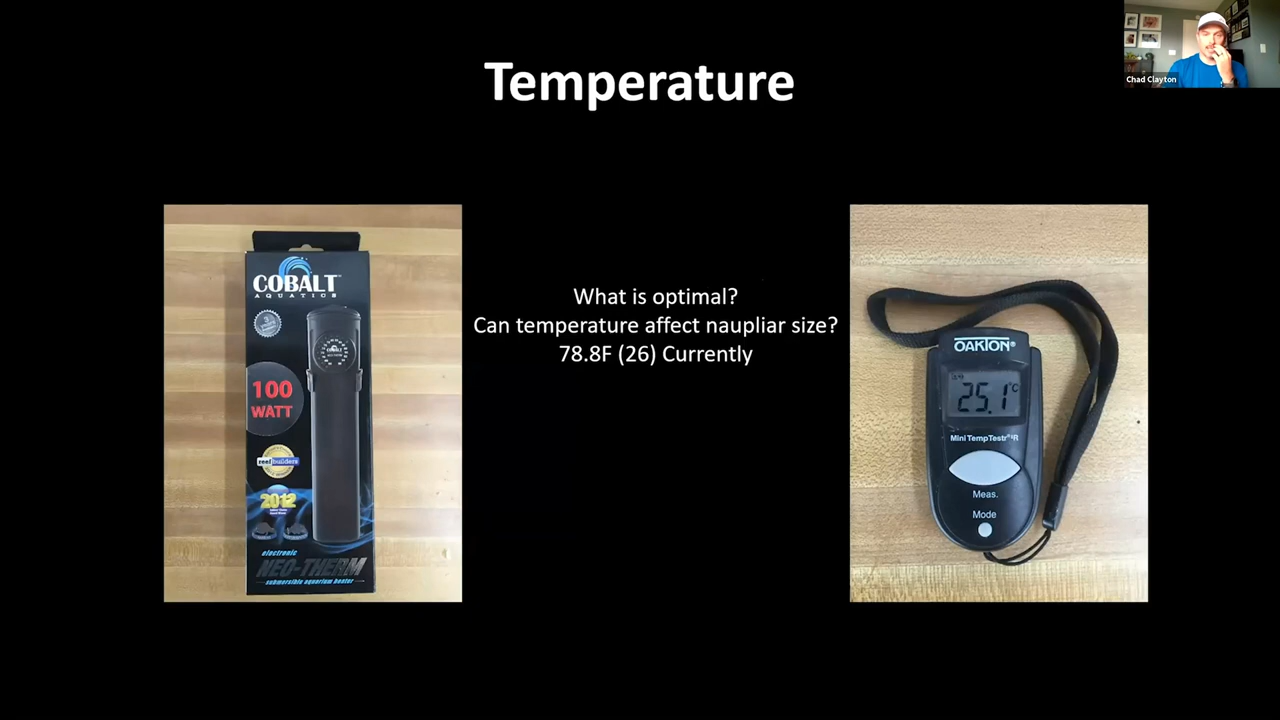 Temperature
Chad Clayton
What is optimal?
Can temperature affect naupliar size?
78.8F (26) Currently
COBALT
AQUATICS
100
WATT
2012
electronic
NEO-THERM
submersible aquarium heater
OAKTON®
25.1°C
Mini TempTestr®IR
Meas.
Mode